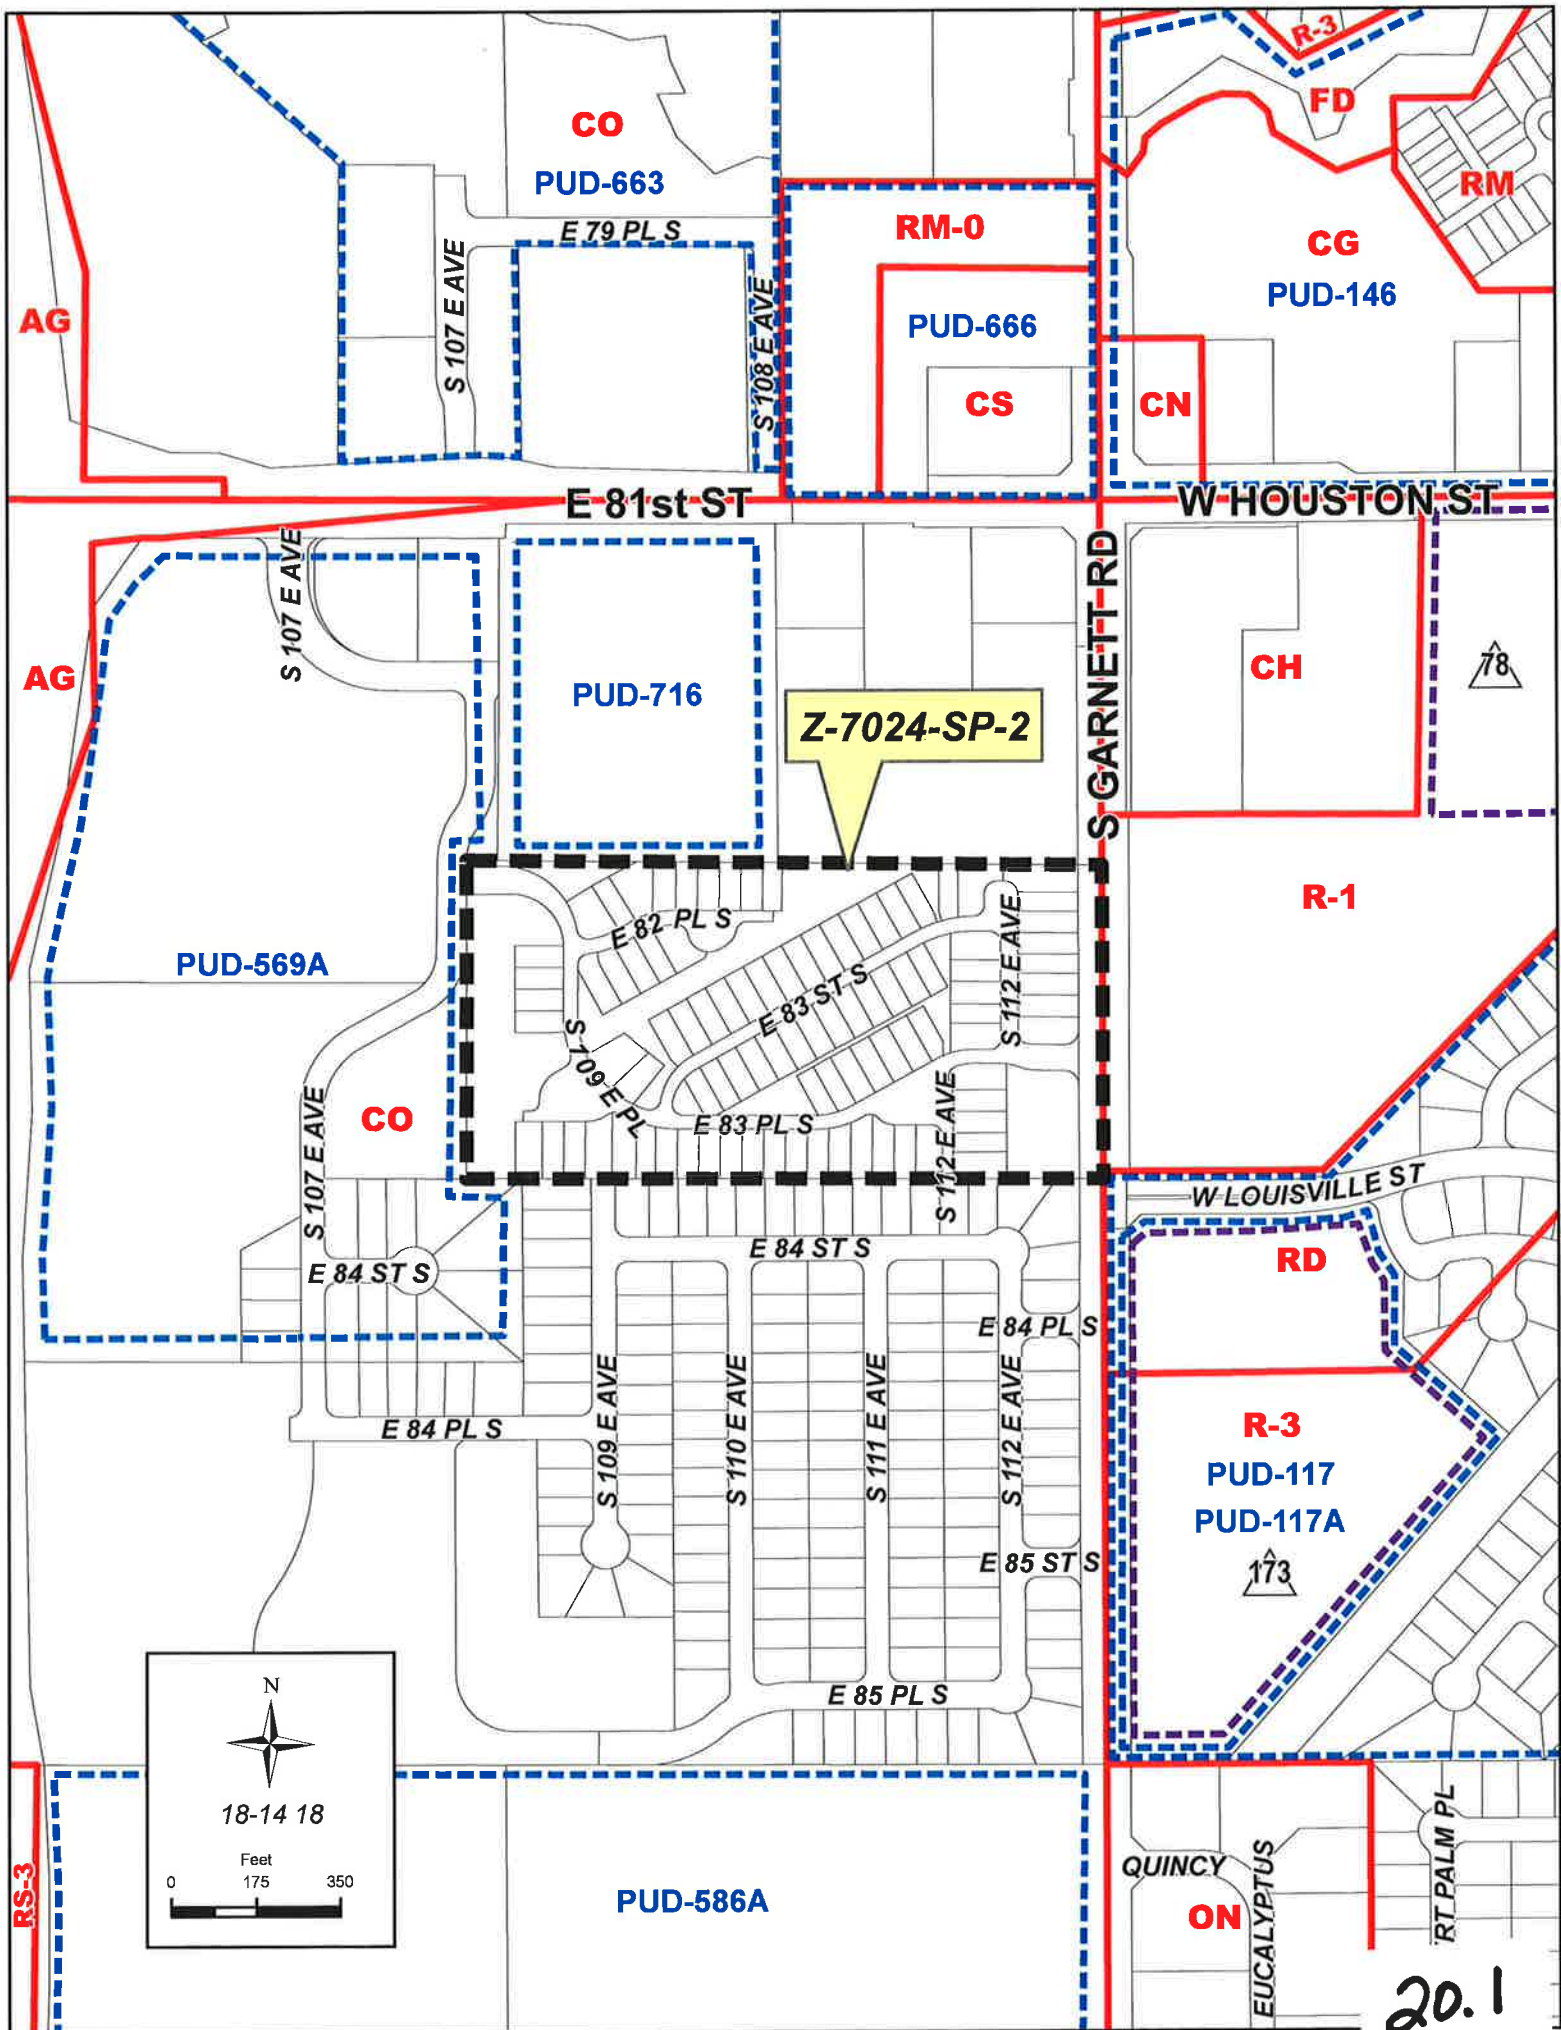 R-3
FD
CO
PUD-663
RM
E 79 PL S
RM-0
CG
PUD-146
S 107 E AVE
S 108 E AVE
AG
PUD-666
CS
CN
E 81st ST
W HOUSTON ST
S 107 E AVE
S GARNETT RD
AG
PUD-716
CH
78
Z-7024-SP-2
R-1
E 82 PL S
S 112 E AVE
PUD-569A
E 83 ST S
S 109 E PL
CO
S 107 E AVE
E 83 PL S
S 112 E AVE
W LOUISVILLE ST
E 84 ST S
E 84 ST S
RD
E 84 PL S
S 109 E AVE
S 110 E AVE
S 111 E AVE
S 112 E AVE
E 84 PL S
R-3
PUD-117
PUD-117A
173
E 85 ST S
E 85 PL S
N
18-14 18
Feet
0 175 350
RS-3
PUD-586A
QUINCY
EUCALYPTUS
RT PALM PL
ON
20.1